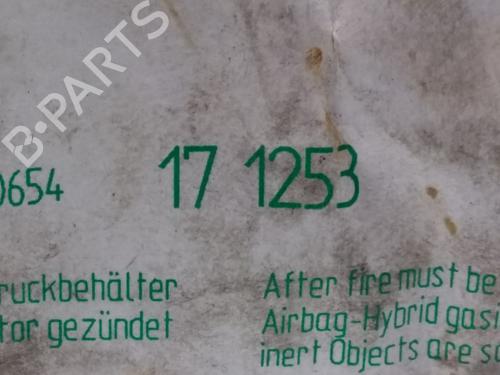 B-PARTS
0654 17 1253
ruckbehälter
tor gezündet
After fire must be
Airbag-Hybrid gasi
inert Objects are s